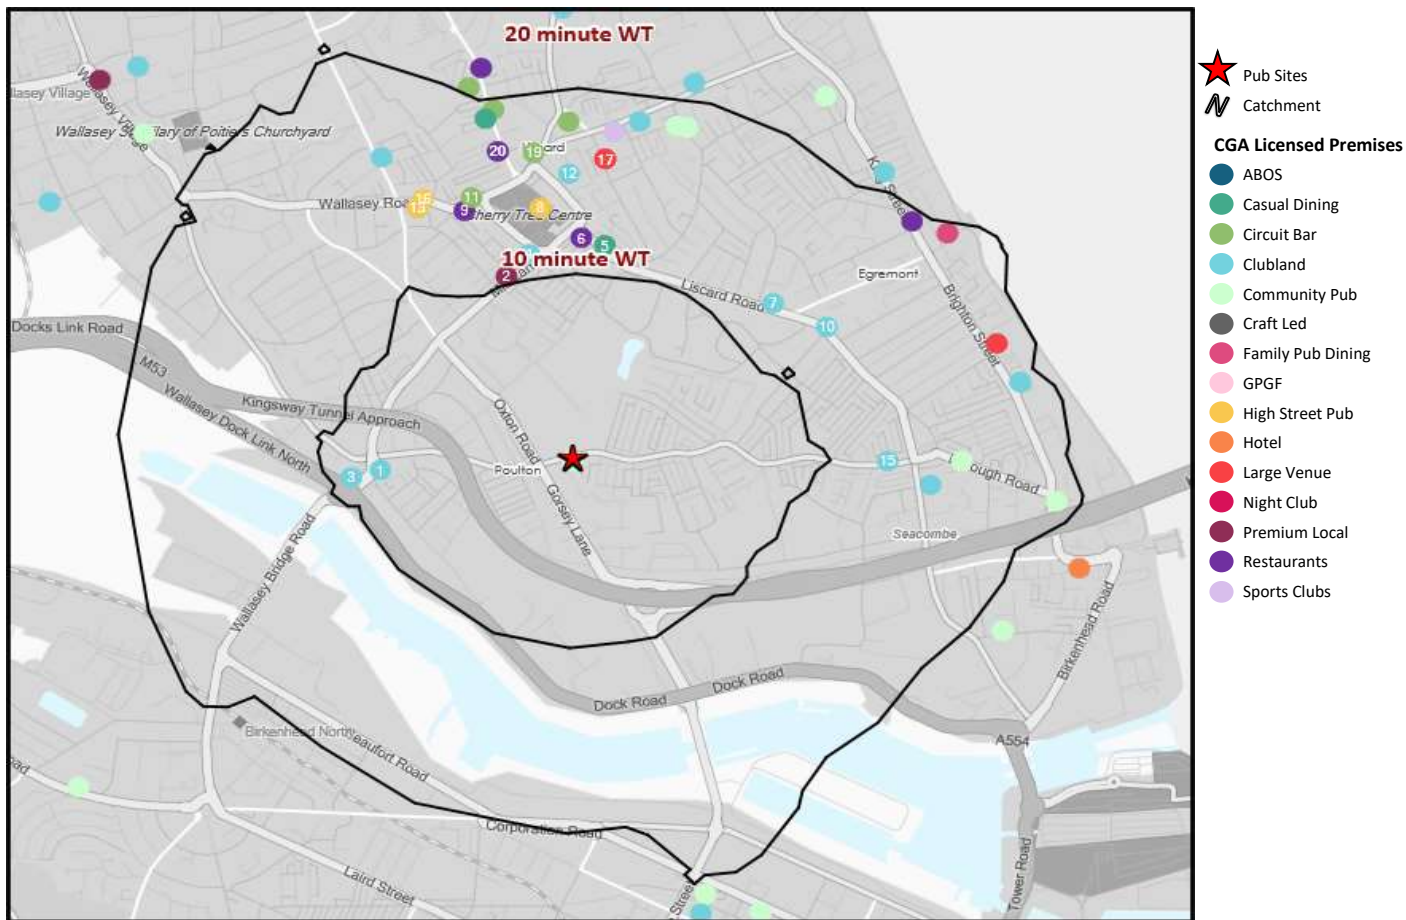 20 minute WT
Wallasey Village
Wallasey Village
Churchyard
Wallasey Road
Cherry Tree Centre
20
19
17
12
16
11
9
8
6
5
10 minute WT
2
Liscard Road
7
10
King Street
Egremont
Brighton Street
Docks Link Road
M53
Kingsway Tunnel Approach
Wallasey Dock Link North
Oxton Road
Poulton
Gorsey Lane
3
1
15
Seacombe
Wallasey Bridge Road
Birkenhead Road
Dock Road
Dock Road
A554
Birkenhead North
Corporation Road
Laird Street
Tower Road
Pub Sites
Catchment
CGA Licensed Premises
ABOS
Casual Dining
Circuit Bar
Clubland
Community Pub
Craft Led
Family Pub Dining
GPGF
High Street Pub
Hotel
Large Venue
Night Club
Premium Local
Restaurants
Sports Clubs